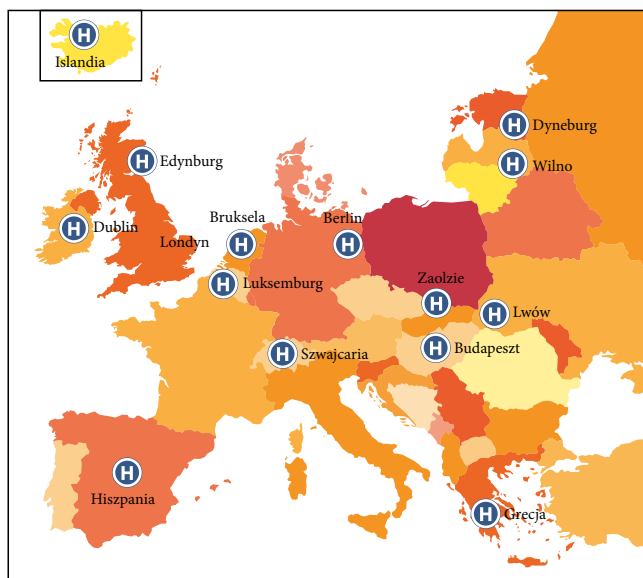 H
Islandia
H
Dyneburg
H
Edynburg
H
Wilno
Bruksela
Berlin
H
Dublin
Londyn
H
H
Zaolzie
H
Luksemburg
H
H
Lwów
H
Szwajcaria
H
Budapeszt
H
Hiszpania
H
Grecja